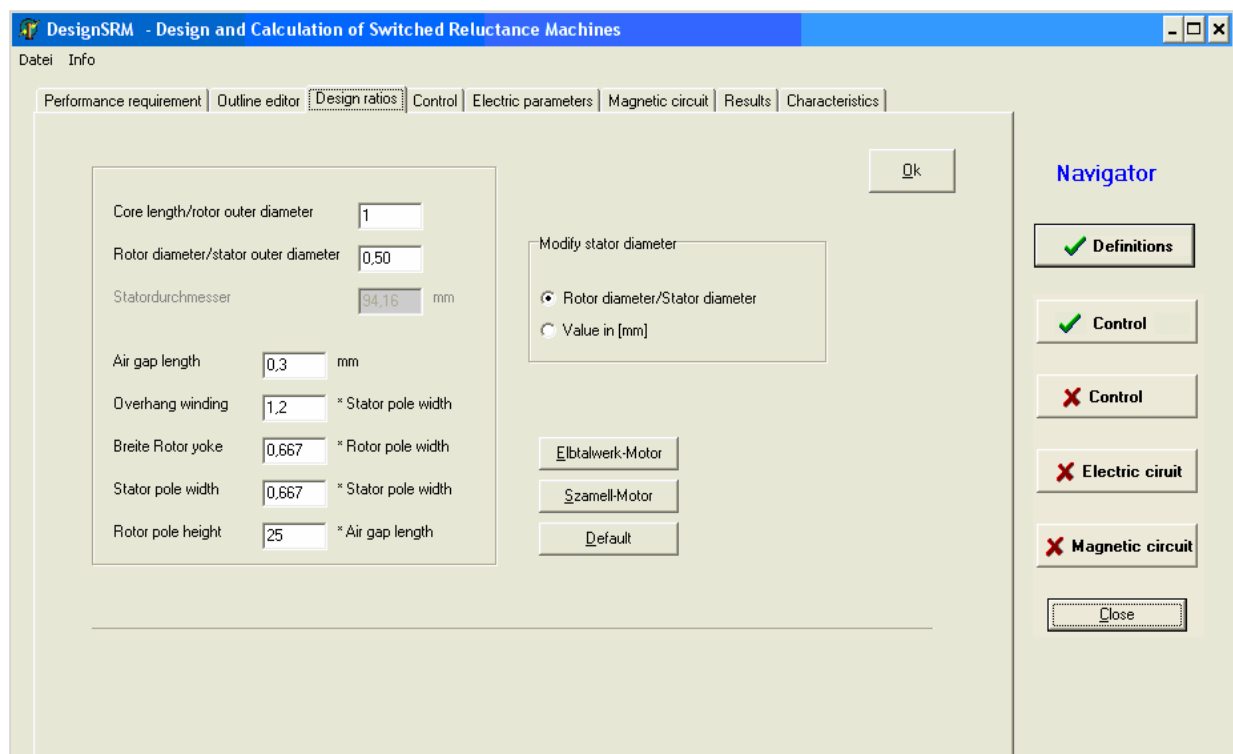 DesignSRM - Design and Calculation of Switched Reluctance Machines
Datei Info
Performance requirement Outline editor Design ratios Control Electric parameters Magnetic circuit Results Characteristics
Ok
Navigator
Core length/rotor outer diameter 1
Rotor diameter/stator outer diameter 0,50
Statordurchmesser 94,16 mm
Modify stator diameter
Rotor diameter/Stator diameter
Value in [mm]
Air gap length 0,3 mm
Overhang winding 1,2 * Stator pole width
Breite Rotor yoke 0,667 * Rotor pole width
Stator pole width 0,667 * Stator pole width
Rotor pole height 25 * Air gap length
Elbtalwerk-Motor
Szamell-Motor
Default
Definitions
Control
Control
Electric ciruit
Magnetic circuit
Close